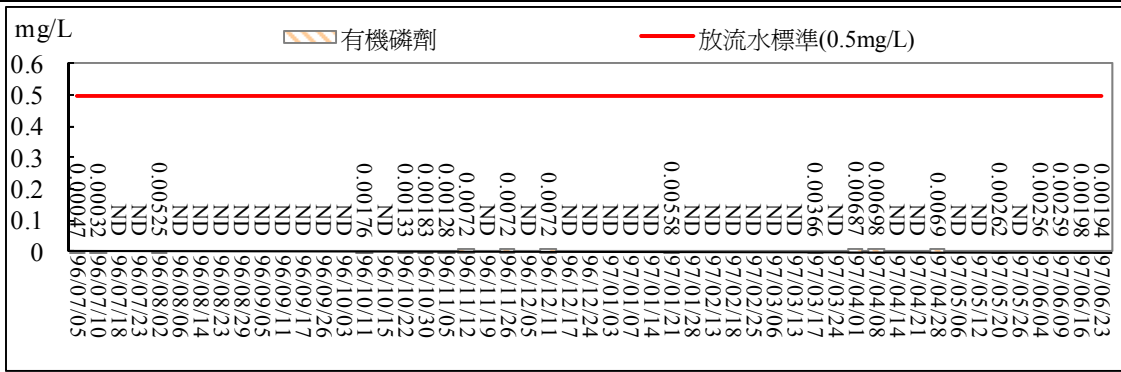 mg/L
有機磷劑
放流水標準(0.5mg/L)
0.6
0.5
0.4
0.3
0.2
0.1
0
0.00047
0.00032
ND
ND
0.00525
ND
ND
ND
ND
ND
ND
ND
ND
ND
0.00176
ND
0.00133
0.00183
0.00128
0.0072
ND
0.0072
ND
0.0072
ND
ND
ND
ND
ND
0.00558
ND
ND
ND
ND
ND
ND
0.00366
ND
0.00687
0.00698
ND
ND
0.0069
ND
ND
0.00262
ND
0.00256
0.00259
0.00198
0.00194
96/07/05
96/07/10
96/07/18
96/07/23
96/08/02
96/08/06
96/08/14
96/08/23
96/08/29
96/09/05
96/09/11
96/09/17
96/09/26
96/10/03
96/10/11
96/10/15
96/10/22
96/10/30
96/11/05
96/11/12
96/11/19
96/11/26
96/12/05
96/12/11
96/12/17
96/12/24
97/01/03
97/01/07
97/01/14
97/01/21
97/01/28
97/02/13
97/02/18
97/02/25
97/03/06
97/03/13
97/03/17
97/03/24
97/04/01
97/04/08
97/04/14
97/04/21
97/04/28
97/05/06
97/05/12
97/05/20
97/05/26
97/06/04
97/06/09
97/06/16
97/06/23